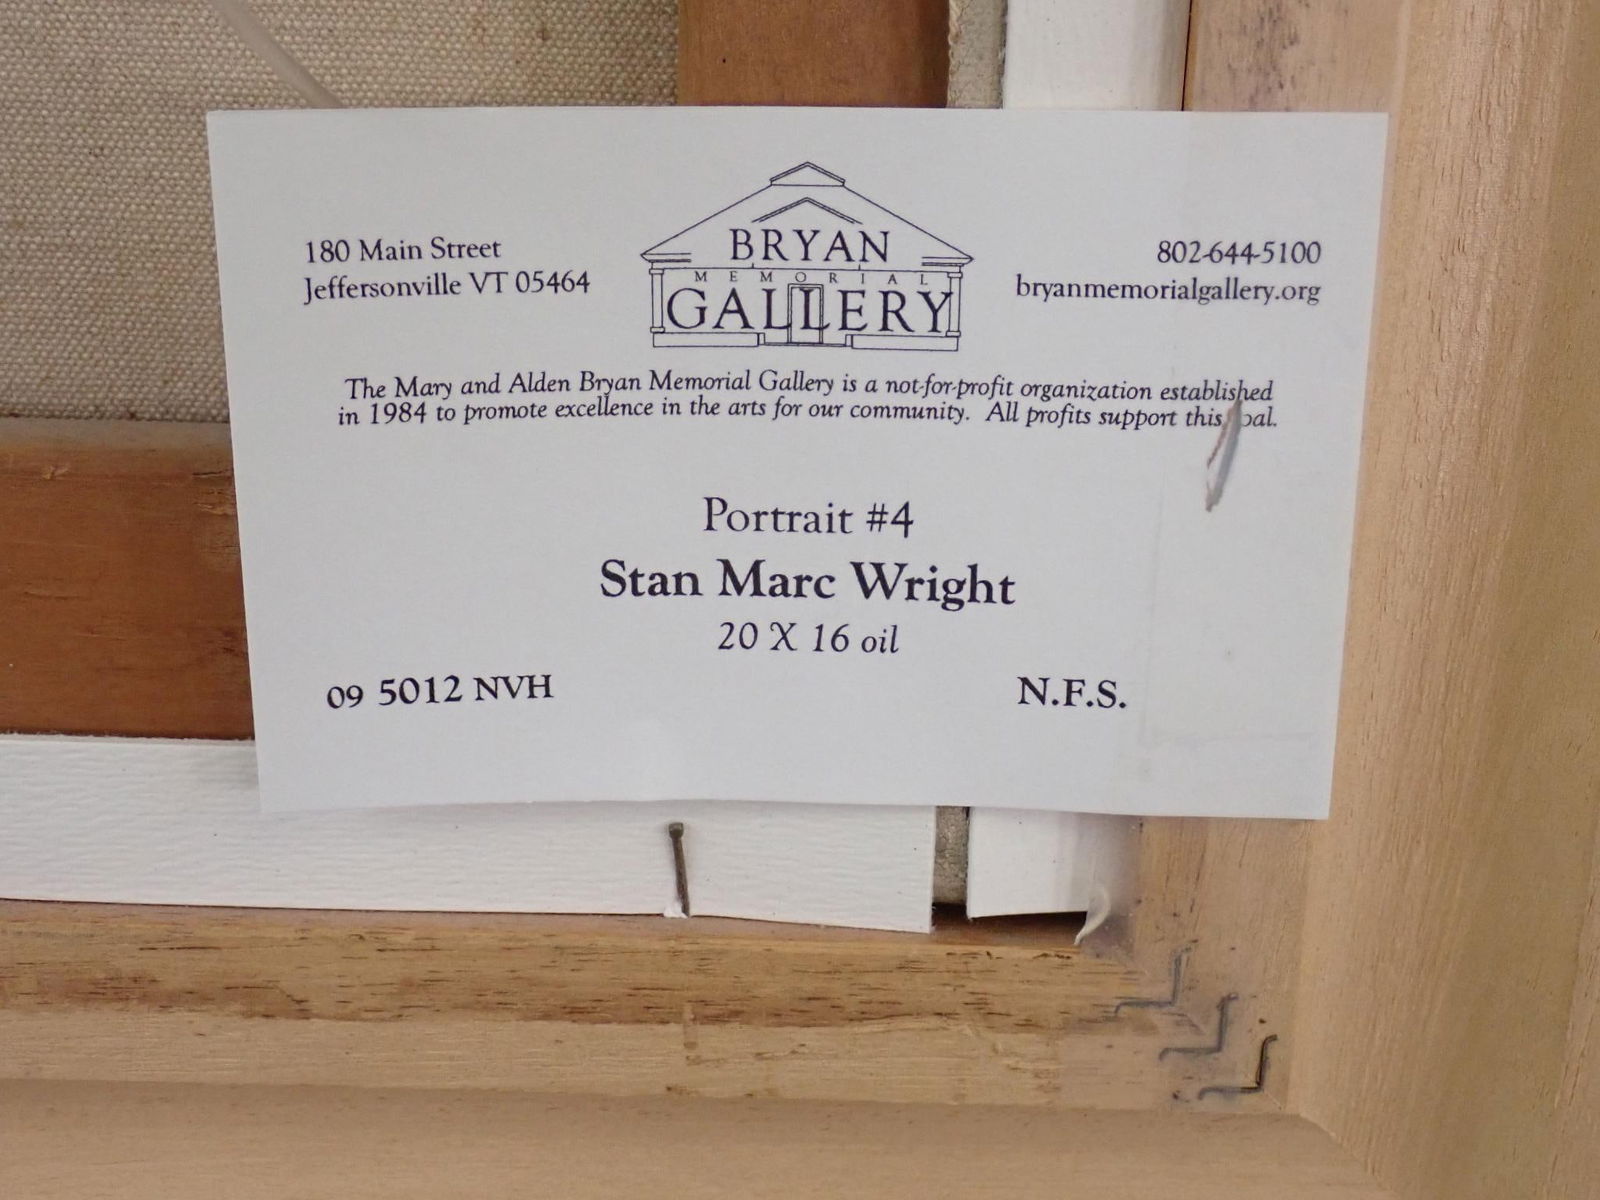 180 Main Street
Jeffersonville VT 05464
BRYAN
MEMORIAL
GALLERY
802-644-5100
bryanmemorialgallery.org
The Mary and Alden Bryan Memorial Gallery is a not-for-profit organization established
in 1984 to promote excellence in the arts for our community. All profits support this goal.
Portrait #4
Stan Marc Wright
20 X 16 oil
09 5012 NVH
N.F.S.